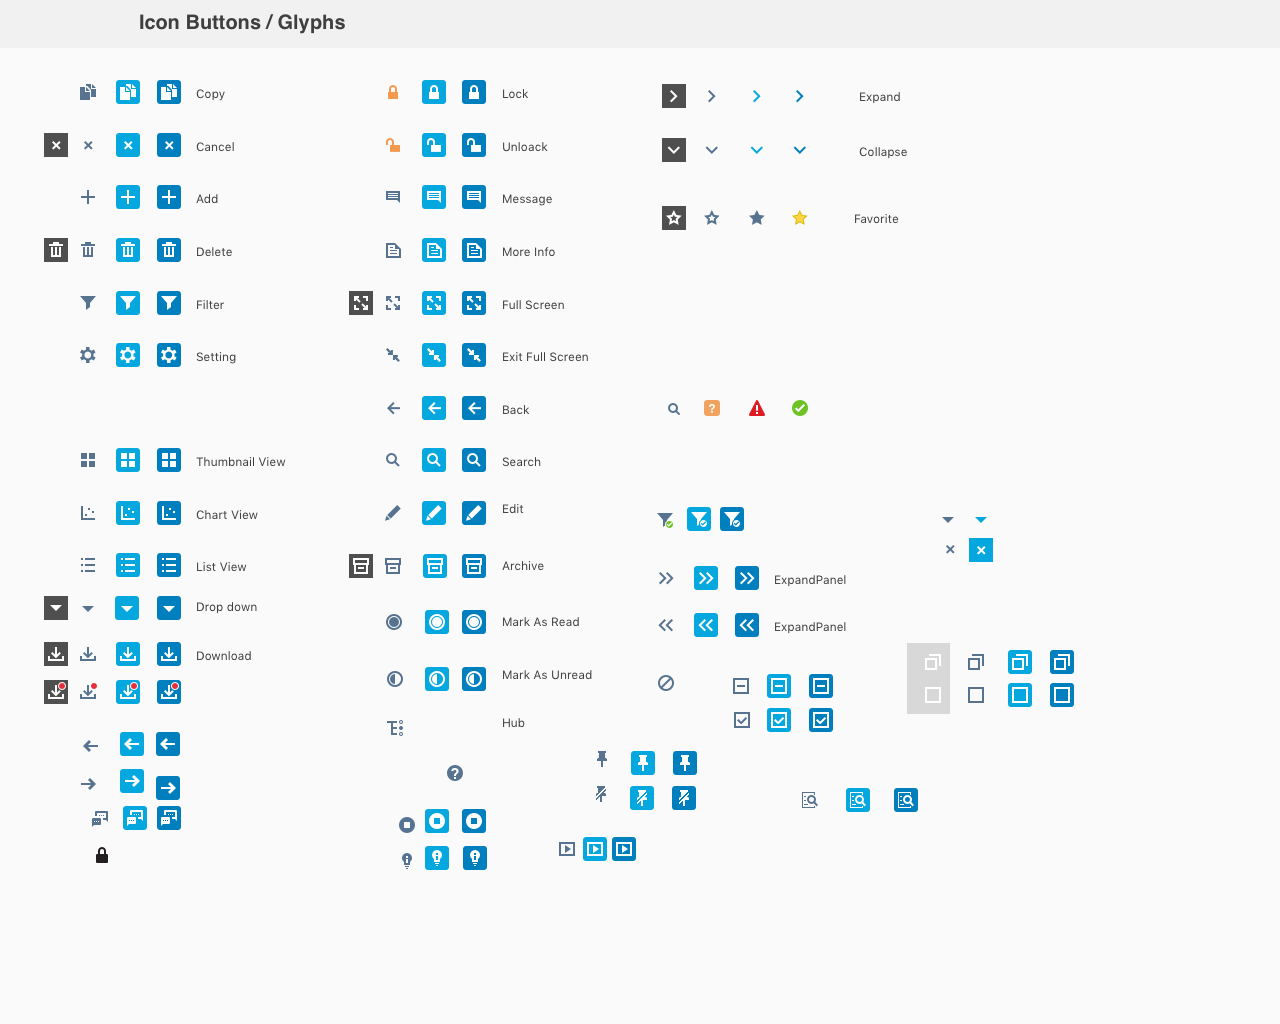 Icon Buttons / Glyphs
Copy
Cancel
Add
Delete
Filter
Setting
Thumbnail View
Chart View
List View
Drop down
Download
Lock
Unloack
Message
More Info
Full Screen
Exit Full Screen
Back
Search
Edit
Archive
Mark As Read
Mark As Unread
Hub
Expand
Collapse
Favorite
ExpandPanel
ExpandPanel